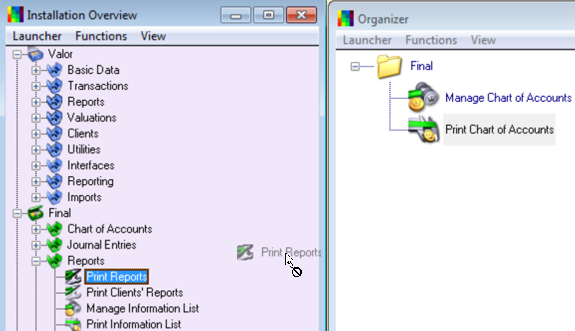 Installation Overview
Launcher Functions View
Valor
Basic Data
Transactions
Reports
Valuations
Clients
Utilities
Interfaces
Reporting
Imports
Final
Chart of Accounts
Journal Entries
Reports
Print Reports
Print Clients' Reports
Manage Information List
Print Information List
Print Reports
Organizer
Launcher Functions View
Final
Manage Chart of Accounts
Print Chart of Accounts